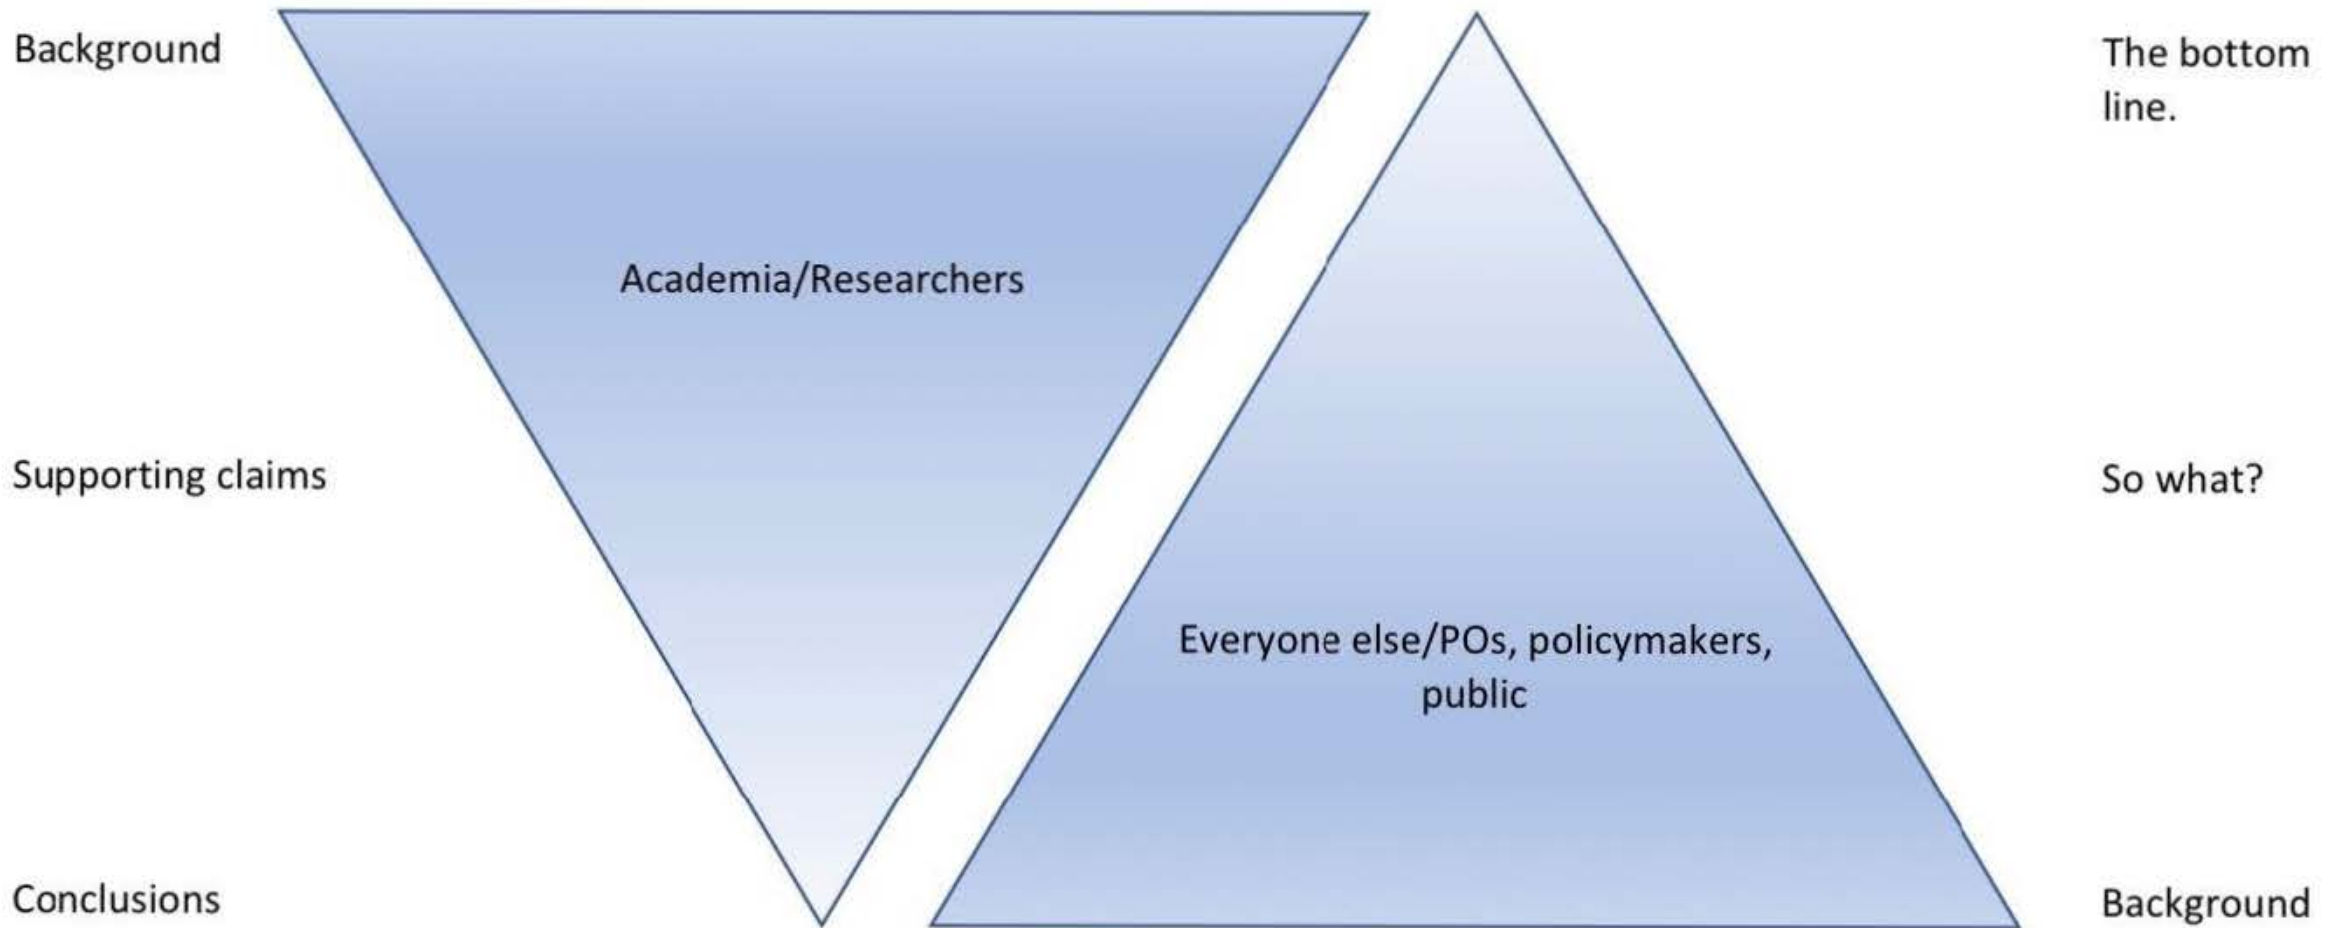 Background
Supporting claims
Conclusions
Academia/Researchers
Everyone else/POs, policymakers,
public
The bottom
line.
So what?
Background